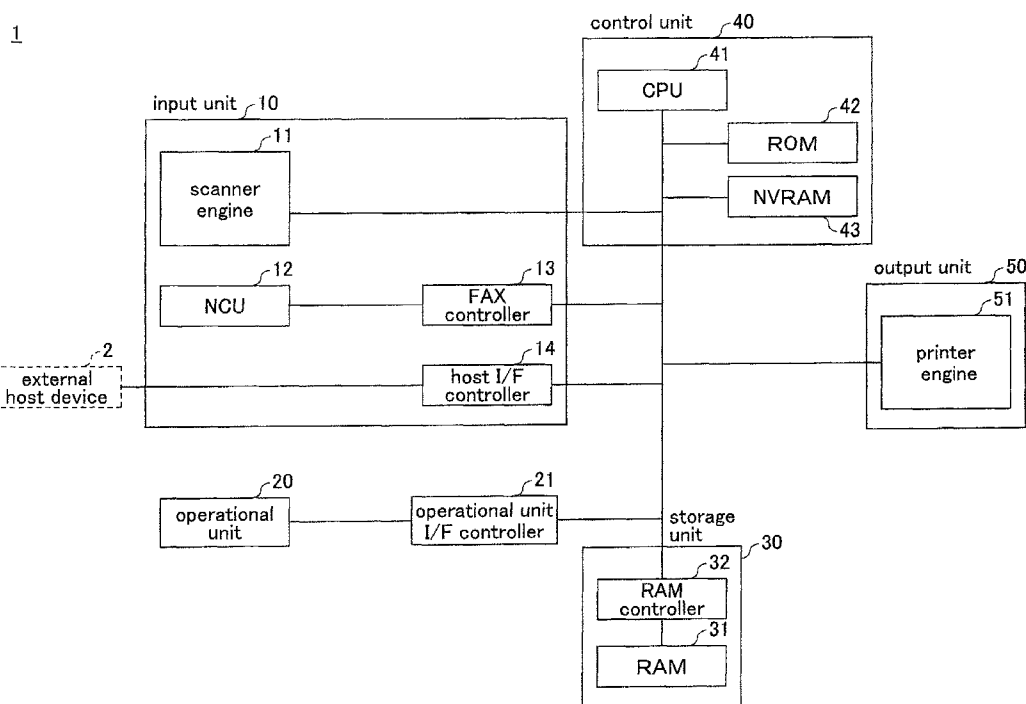 1
control unit 40
41
CPU
42
ROM
NVRAM
43
input unit 10
11
scanner
engine
12
NCU
13
FAX
controller
14
host I/F
controller
2
external
host device
output unit 50
51
printer
engine
20
operational
unit
21
operational unit
I/F controller
storage
unit 30
32
RAM
controller
31
RAM